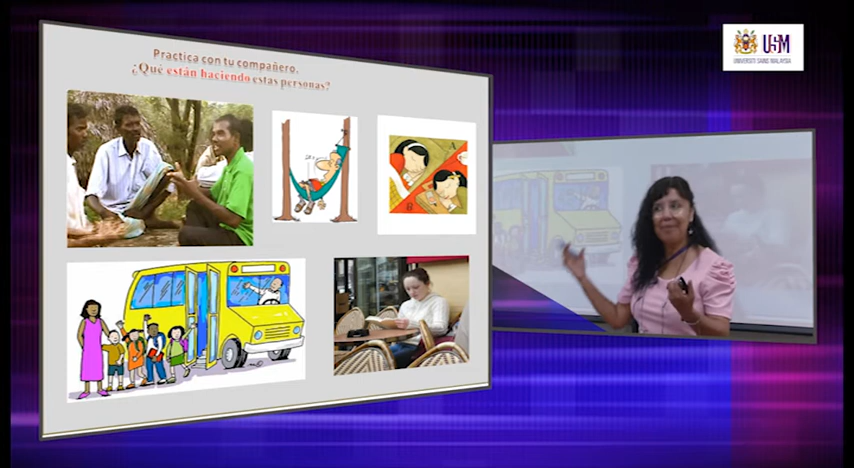 Practica con tu compañero.
¿Qué están haciendo estas personas?
USM
UNIVERSITI SAINS MALAYSIA
A
B